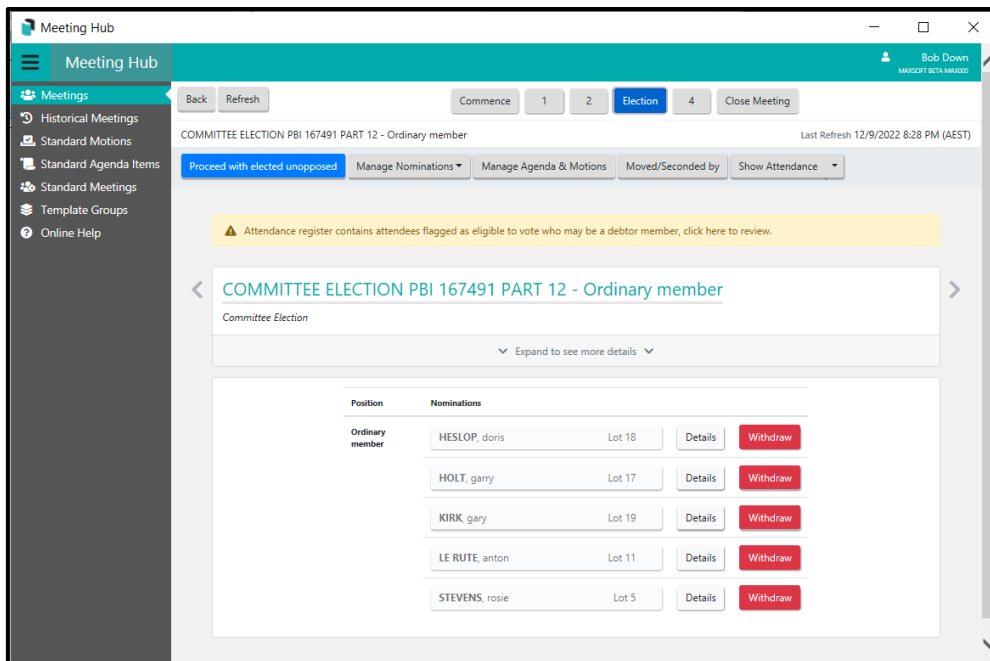 Meeting Hub
Meeting Hub
Bob Down
MAXSOFT BETA MAX005
Meetings
Historical Meetings
Standard Motions
Standard Agenda Items
Standard Meetings
Template Groups
Online Help
Back Refresh Commence 1 2 Election 4 Close Meeting
COMMITTEE ELECTION PBI 167491 PART 12 - Ordinary member Last Refresh 12/9/2022 8:28 PM (AEST)
Proceed with elected unopposed Manage Nominations Manage Agenda & Motions Moved/Seconded by Show Attendance
Attendance register contains attendees flagged as eligible to vote who may be a debtor member, click here to review.
COMMITTEE ELECTION PBI 167491 PART 12 - Ordinary member
Committee Election
Expand to see more details
Position Nominations
Ordinary member
HESLOP, doris Lot 18 Details Withdraw
HOLT, garry Lot 17 Details Withdraw
KIRK, gary Lot 19 Details Withdraw
LE RUTE, anton Lot 11 Details Withdraw
STEVENS, rosie Lot 5 Details Withdraw